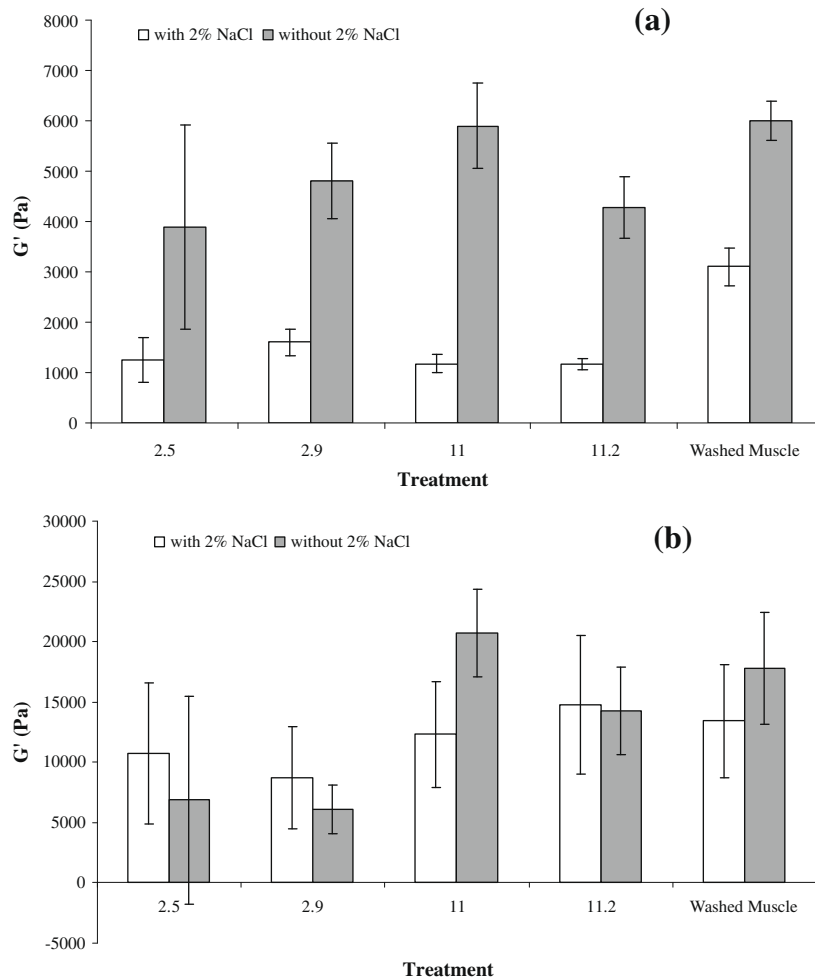 (a)
with 2% NaCl without 2% NaCl
8000
7000
6000
5000
4000
3000
2000
1000
0
G' (Pa)
2.5 2.9 11 11.2 Washed Muscle
Treatment
(b)
with 2% NaCl without 2% NaCl
30000
25000
20000
15000
10000
5000
0
-5000
G' (Pa)
2.5 2.9 11 11.2 Washed Muscle
Treatment